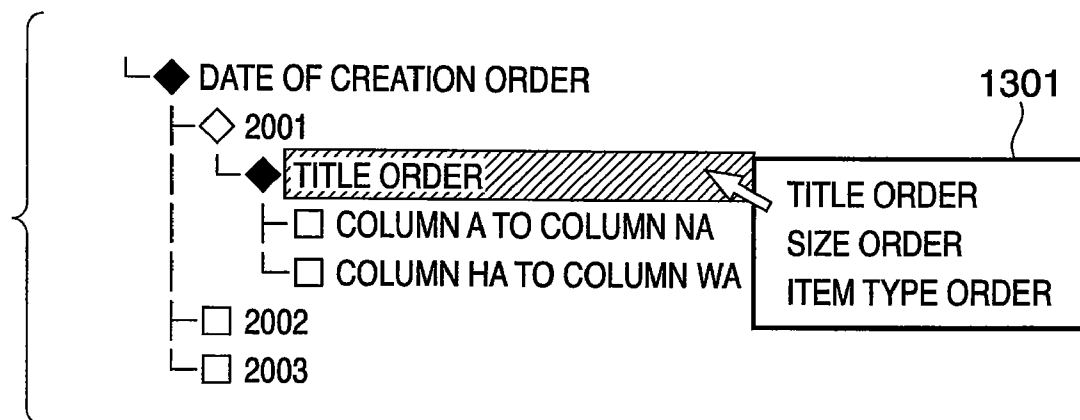 DATE OF CREATION ORDER
1301
2001
TITLE ORDER
TITLE ORDER
COLUMN A TO COLUMN NA
SIZE ORDER
COLUMN HA TO COLUMN WA
ITEM TYPE ORDER
2002
2003